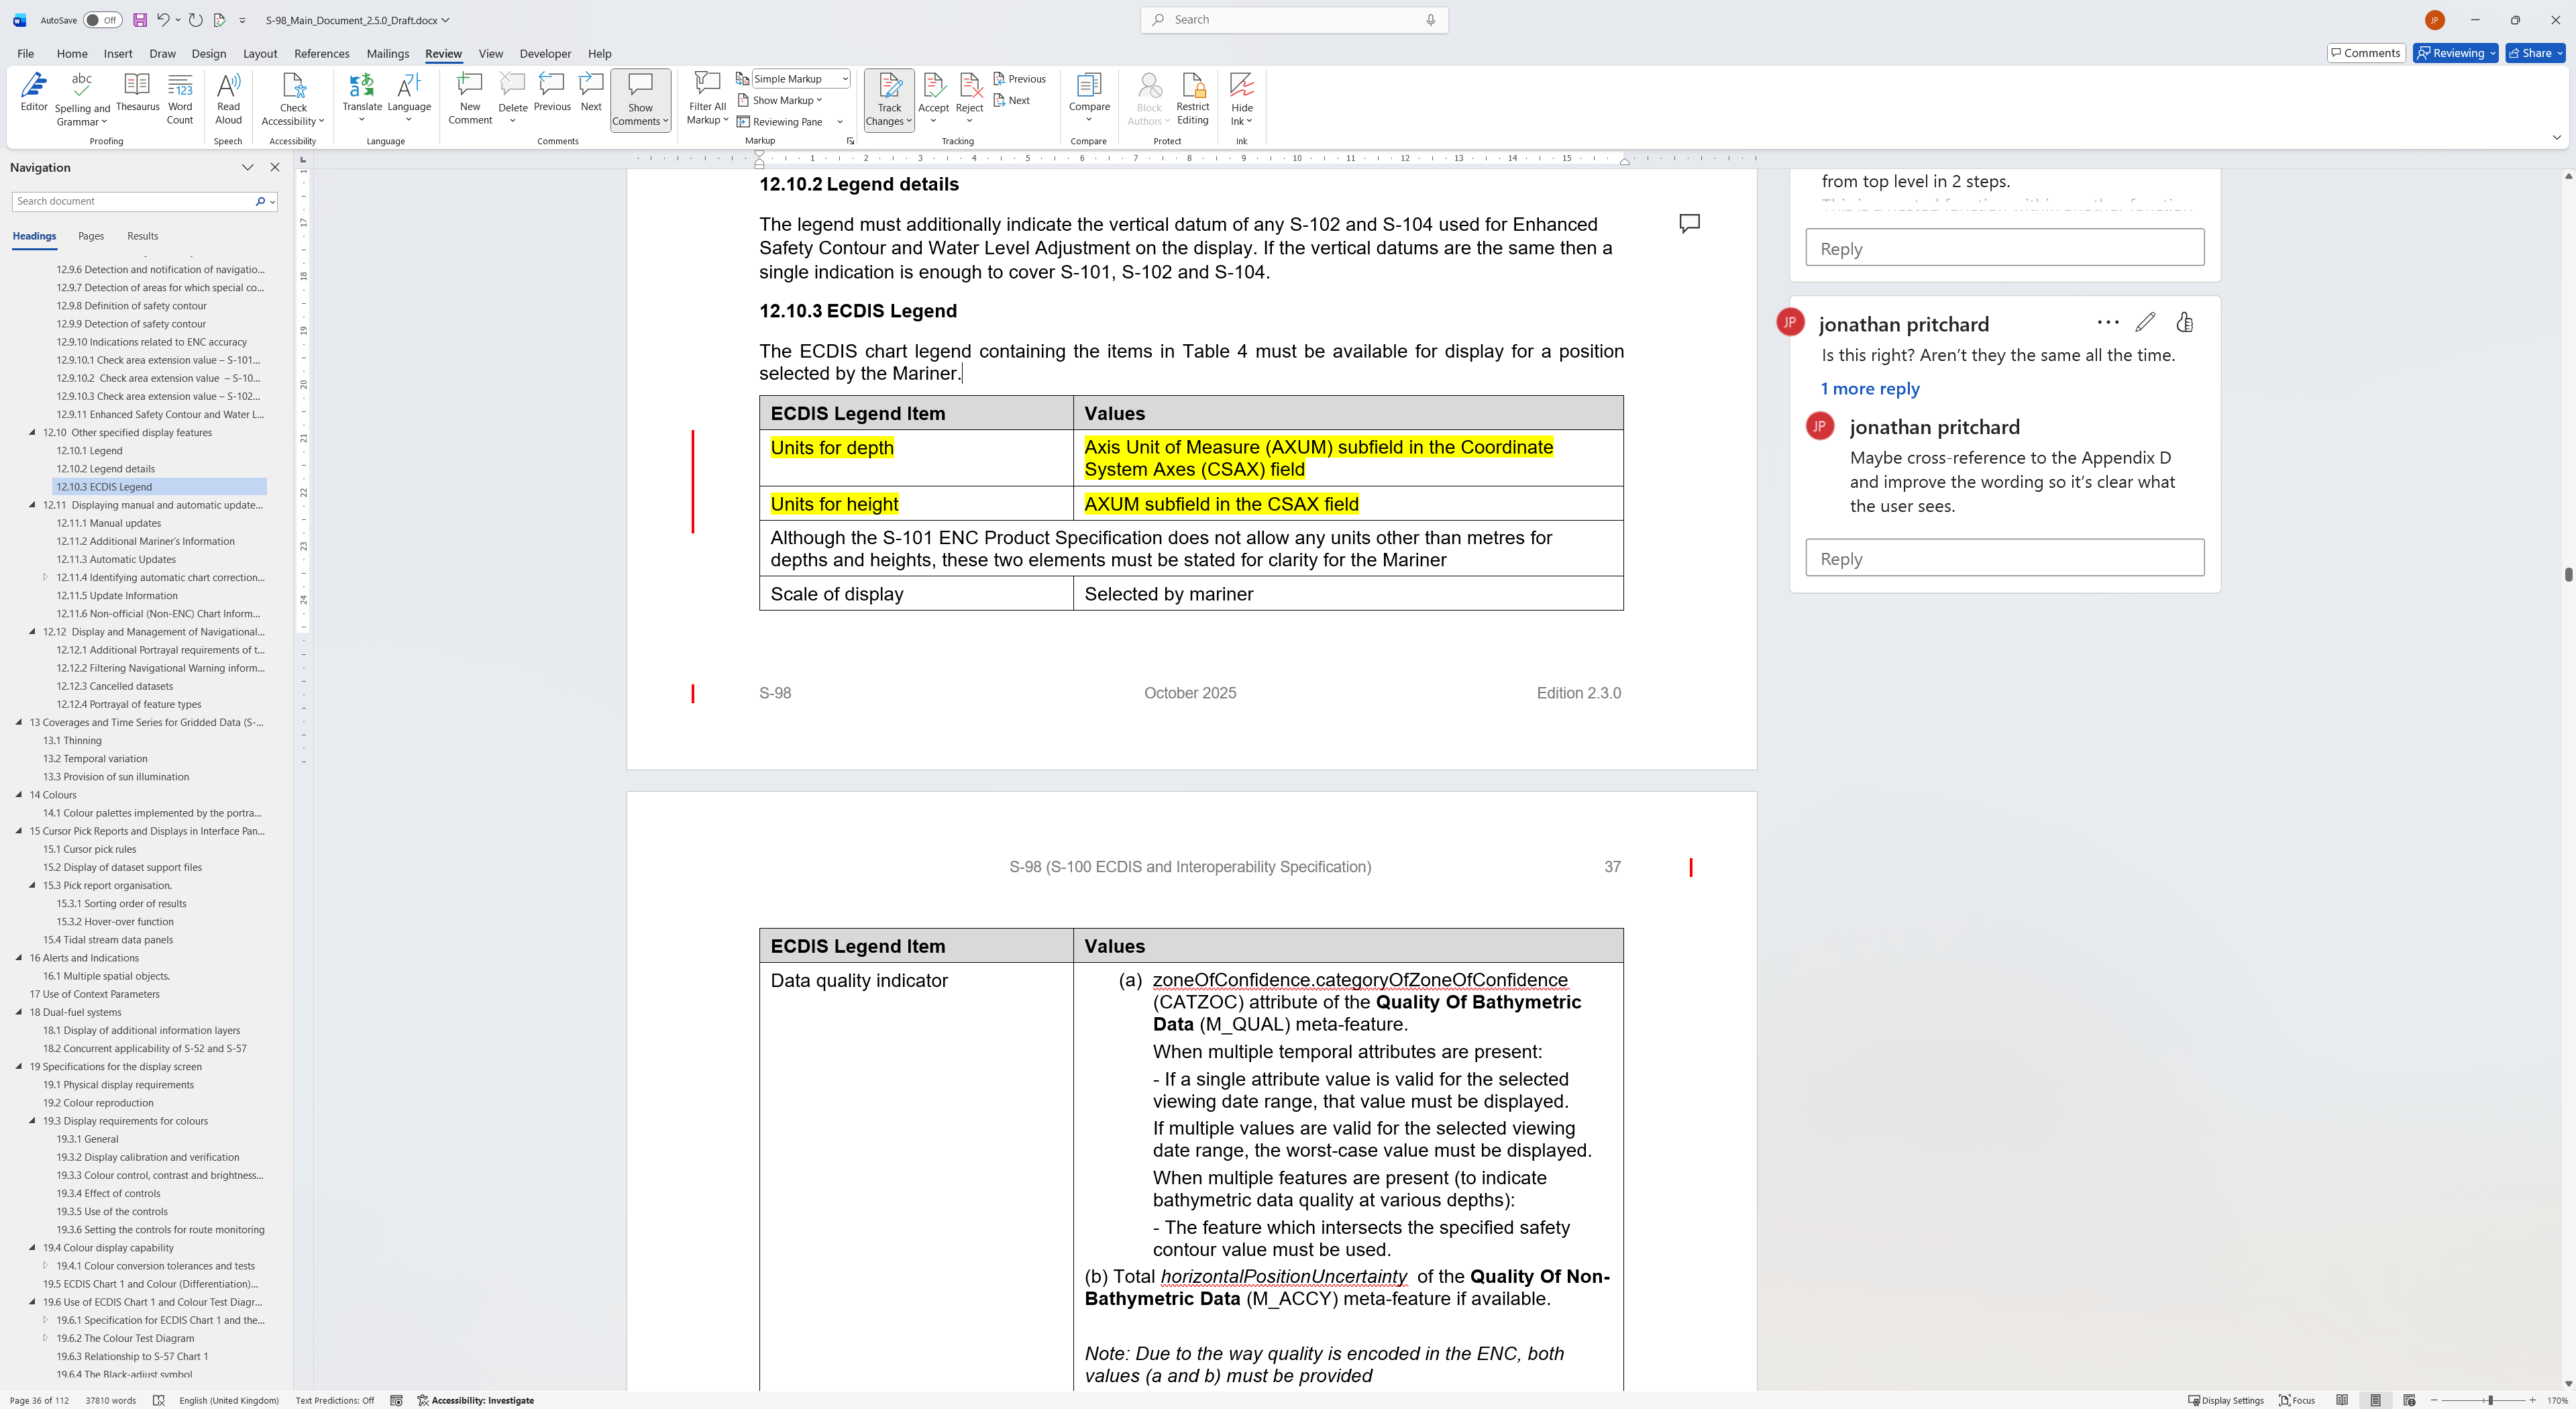 AutoSave Off S-98_Main_Document_2.5.0_Draft.docx Search JP
File Home Insert Draw Design Layout References Mailings Review View Developer Help Comments Reviewing Share
Editor
Spelling and Grammar
Thesaurus
Word Count
Proofing
Read Aloud
Speech
Check Accessibility
Accessibility
Translate
Language
Language
New Comment
Delete
Previous
Next
Show Comments
Comments
Filter All Markup
Simple Markup
Show Markup
Reviewing Pane
Markup
Track Changes
Accept
Reject
Previous
Next
Tracking
Compare
Compare
Block Authors
Restrict Editing
Protect
Hide Ink
Ink
Navigation
Search document
Headings Pages Results
12.9.6 Detection and notification of navigatio...
12.9.7 Detection of areas for which special co...
12.9.8 Definition of safety contour
12.9.9 Detection of safety contour
12.9.10 Indications related to ENC accuracy
12.9.10.1 Check area extension value – S-101...
12.9.10.2 Check area extension value – S-10...
12.9.10.3 Check area extension value – S-102...
12.9.11 Enhanced Safety Contour and Water L...
12.10 Other specified display features
12.10.1 Legend
12.10.2 Legend details
12.10.3 ECDIS Legend
12.11 Displaying manual and automatic update...
12.11.1 Manual updates
12.11.2 Additional Mariner's Information
12.11.3 Automatic Updates
12.11.4 Identifying automatic chart correction...
12.11.5 Update Information
12.11.6 Non-official (Non-ENC) Chart Inform...
12.12 Display and Management of Navigational...
12.12.1 Additional Portrayal requirements of t...
12.12.2 Filtering Navigational Warning inform...
12.12.3 Cancelled datasets
12.12.4 Portrayal of feature types
13 Coverages and Time Series for Gridded Data (S-...
13.1 Thinning
13.2 Temporal variation
13.3 Provision of sun illumination
14 Colours
14.1 Colour palettes implemented by the portra...
15 Cursor Pick Reports and Displays in Interface Pan...
15.1 Cursor pick rules
15.2 Display of dataset support files
15.3 Pick report organisation.
15.3.1 Sorting order of results
15.3.2 Hover-over function
15.4 Tidal stream data panels
16 Alerts and Indications
16.1 Multiple spatial objects.
17 Use of Context Parameters
18 Dual-fuel systems
18.1 Display of additional information layers
18.2 Concurrent applicability of S-52 and S-57
19 Specifications for the display screen
19.1 Physical display requirements
19.2 Colour reproduction
19.3 Display requirements for colours
19.3.1 General
19.3.2 Display calibration and verification
19.3.3 Colour control, contrast and brightness...
19.3.4 Effect of controls
19.3.5 Use of the controls
19.3.6 Setting the controls for route monitoring
19.4 Colour display capability
19.4.1 Colour conversion tolerances and tests
19.5 ECDIS Chart 1 and Colour (Differentiation)...
19.6 Use of ECDIS Chart 1 and Colour Test Diagr...
19.6.1 Specification for ECDIS Chart 1 and the...
19.6.2 The Colour Test Diagram
19.6.3 Relationship to S-57 Chart 1
19.6.4 The Black-adjust symbol
1 2 3 4 5 6 7 8 9 10 11 12 13 14 15
17
18
19
20
21
22
23
24
12.10.2 Legend details
The legend must additionally indicate the vertical datum of any S-102 and S-104 used for Enhanced
Safety Contour and Water Level Adjustment on the display. If the vertical datums are the same then a
single indication is enough to cover S-101, S-102 and S-104.
12.10.3 ECDIS Legend
The ECDIS chart legend containing the items in Table 4 must be available for display for a position
selected by the Mariner.
ECDIS Legend Item Values
Units for depth Axis Unit of Measure (AXUM) subfield in the Coordinate
System Axes (CSAX) field
Units for height AXUM subfield in the CSAX field
Although the S-101 ENC Product Specification does not allow any units other than metres for
depths and heights, these two elements must be stated for clarity for the Mariner
Scale of display Selected by mariner
S-98 October 2025 Edition 2.3.0
S-98 (S-100 ECDIS and Interoperability Specification) 37
ECDIS Legend Item Values
Data quality indicator (a) zoneOfConfidence.categoryOfZoneOfConfidence
(CATZOC) attribute of the Quality Of Bathymetric
Data (M_QUAL) meta-feature.
When multiple temporal attributes are present:
- If a single attribute value is valid for the selected
viewing date range, that value must be displayed.
If multiple values are valid for the selected viewing
date range, the worst-case value must be displayed.
When multiple features are present (to indicate
bathymetric data quality at various depths):
- The feature which intersects the specified safety
contour value must be used.
(b) Total horizontalPositionUncertainty of the Quality Of Non-
Bathymetric Data (M_ACCY) meta-feature if available.
Note: Due to the way quality is encoded in the ENC, both
values (a and b) must be provided
from top level in 2 steps.
Reply
JP jonathan pritchard
Is this right? Aren't they the same all the time.
1 more reply
JP jonathan pritchard
Maybe cross-reference to the Appendix D
and improve the wording so it's clear what
the user sees.
Reply
Page 36 of 112 37810 words English (United Kingdom) Text Predictions: Off Accessibility: Investigate Display Settings Focus 170%